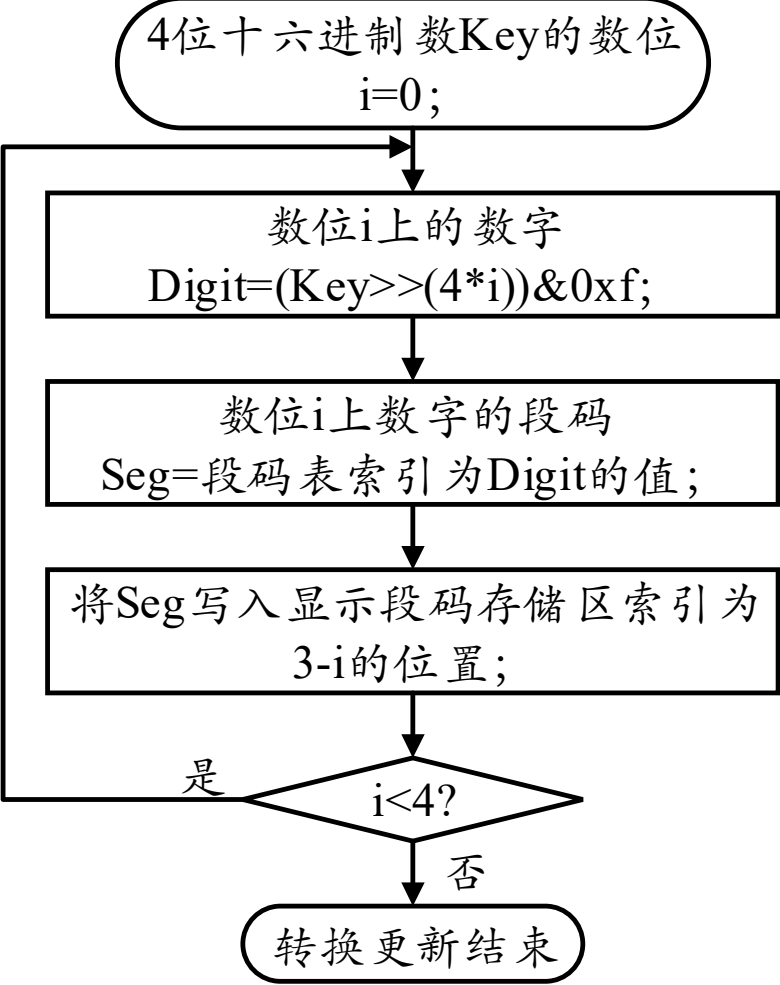 4位十六进制数Key的数位
i=0;
数位i上的数字
Digit=(Key>>(4*i))&0xf;
数位i上数字的段码
Seg=段码表索引为Digit的值;
将Seg写入显示段码存储区索引为
3-i的位置;
是
i<4?
否
转换更新结束